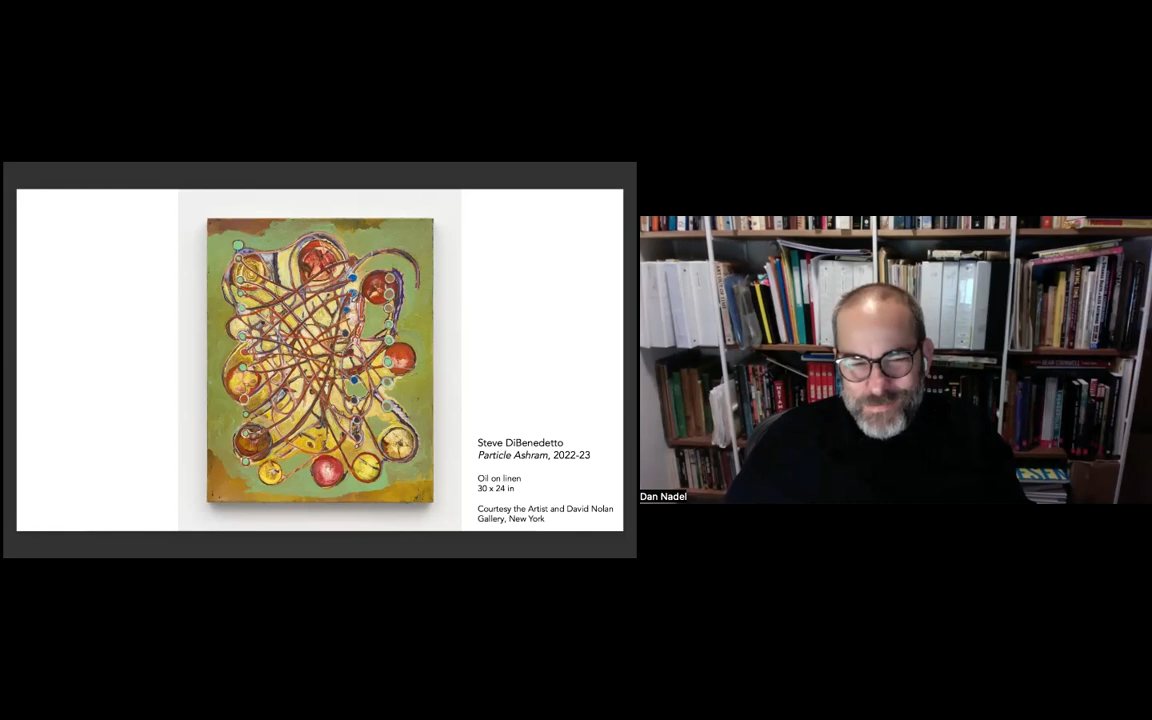 Steve DiBenedetto
Particle Ashram, 2022-23
Oil on linen
30 x 24 in
Courtesy the Artist and David Nolan
Gallery, New York
Dan Nadel